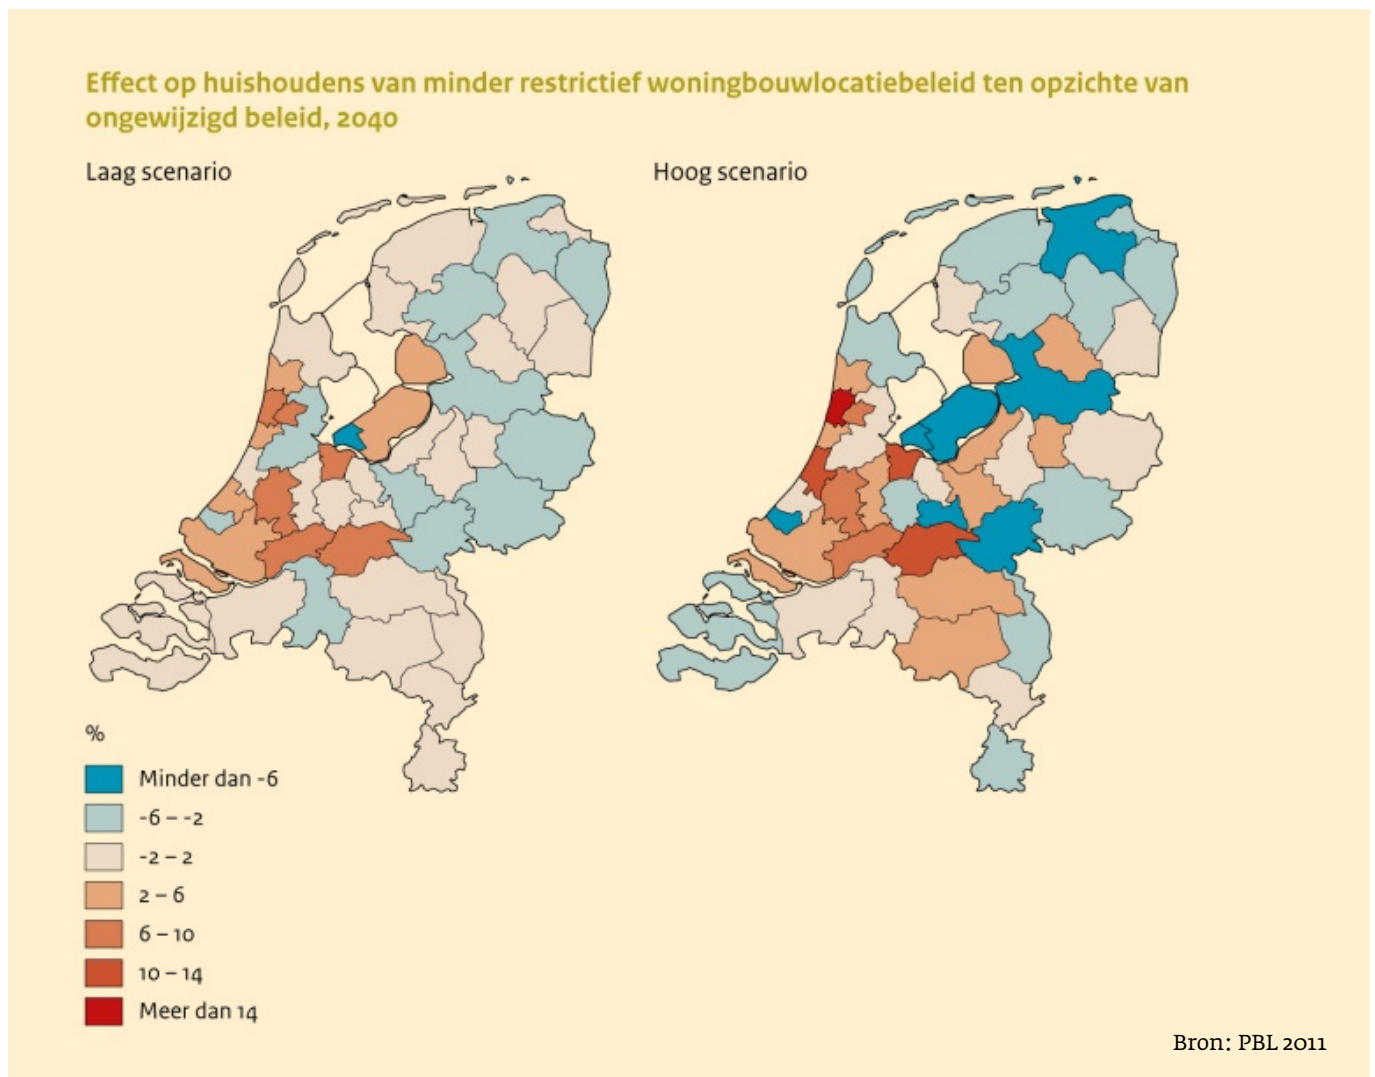 Effect op huishoudens van minder restrictief woningbouwlocatiebeleid ten opzichte van
ongewijzigd beleid, 2040
Laag scenario
Hoog scenario
%
Minder dan -6
-6 – -2
-2 – 2
2 – 6
6 – 10
10 – 14
Meer dan 14
Bron: PBL 2011